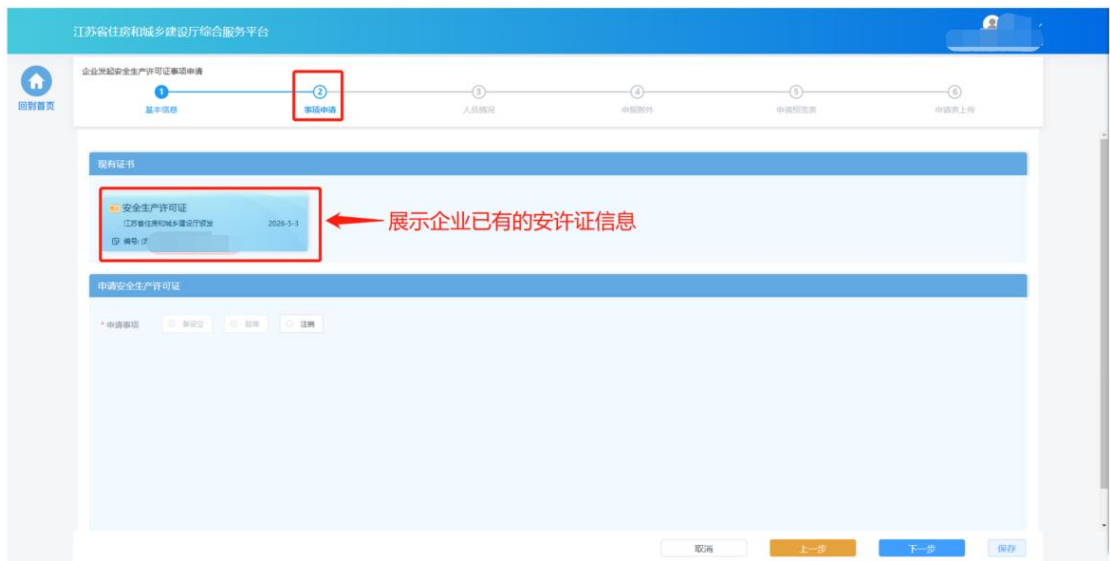 江苏省住房和城乡建设厅综合服务平台
回到首页
企业发起安全生产许可证事项申请
1 2 3 4 5 6
基本信息 事项申请 人员情况 申报附件 申请预览表 申请表上传
现有证书
安全生产许可证
江苏省住房和城乡建设厅颁发 2026-5-3
编号:
展示企业已有的安许证信息
申请安全生产许可证
* 申请事项 新设立 延期 注销
取消 上一步 下一步 保存